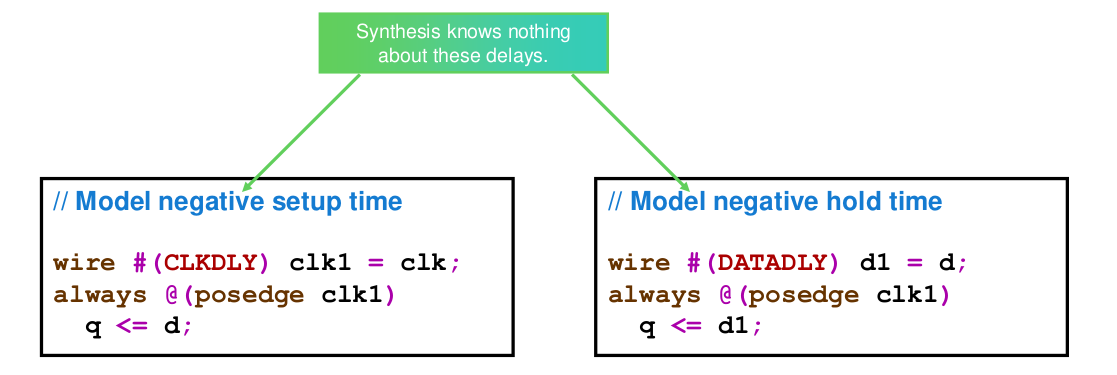 Synthesis knows nothing
about these delays.
// Model negative setup time
wire #(CLKDLY) clk1 = clk;
always @(posedge clk1)
  q <= d;
// Model negative hold time
wire #(DATADLY) d1 = d;
always @(posedge clk1)
  q <= d1;